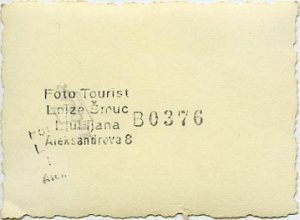 Foto Tourist
Lojze Šmuc
Ljubljana
Aleksandrova 8
B0376